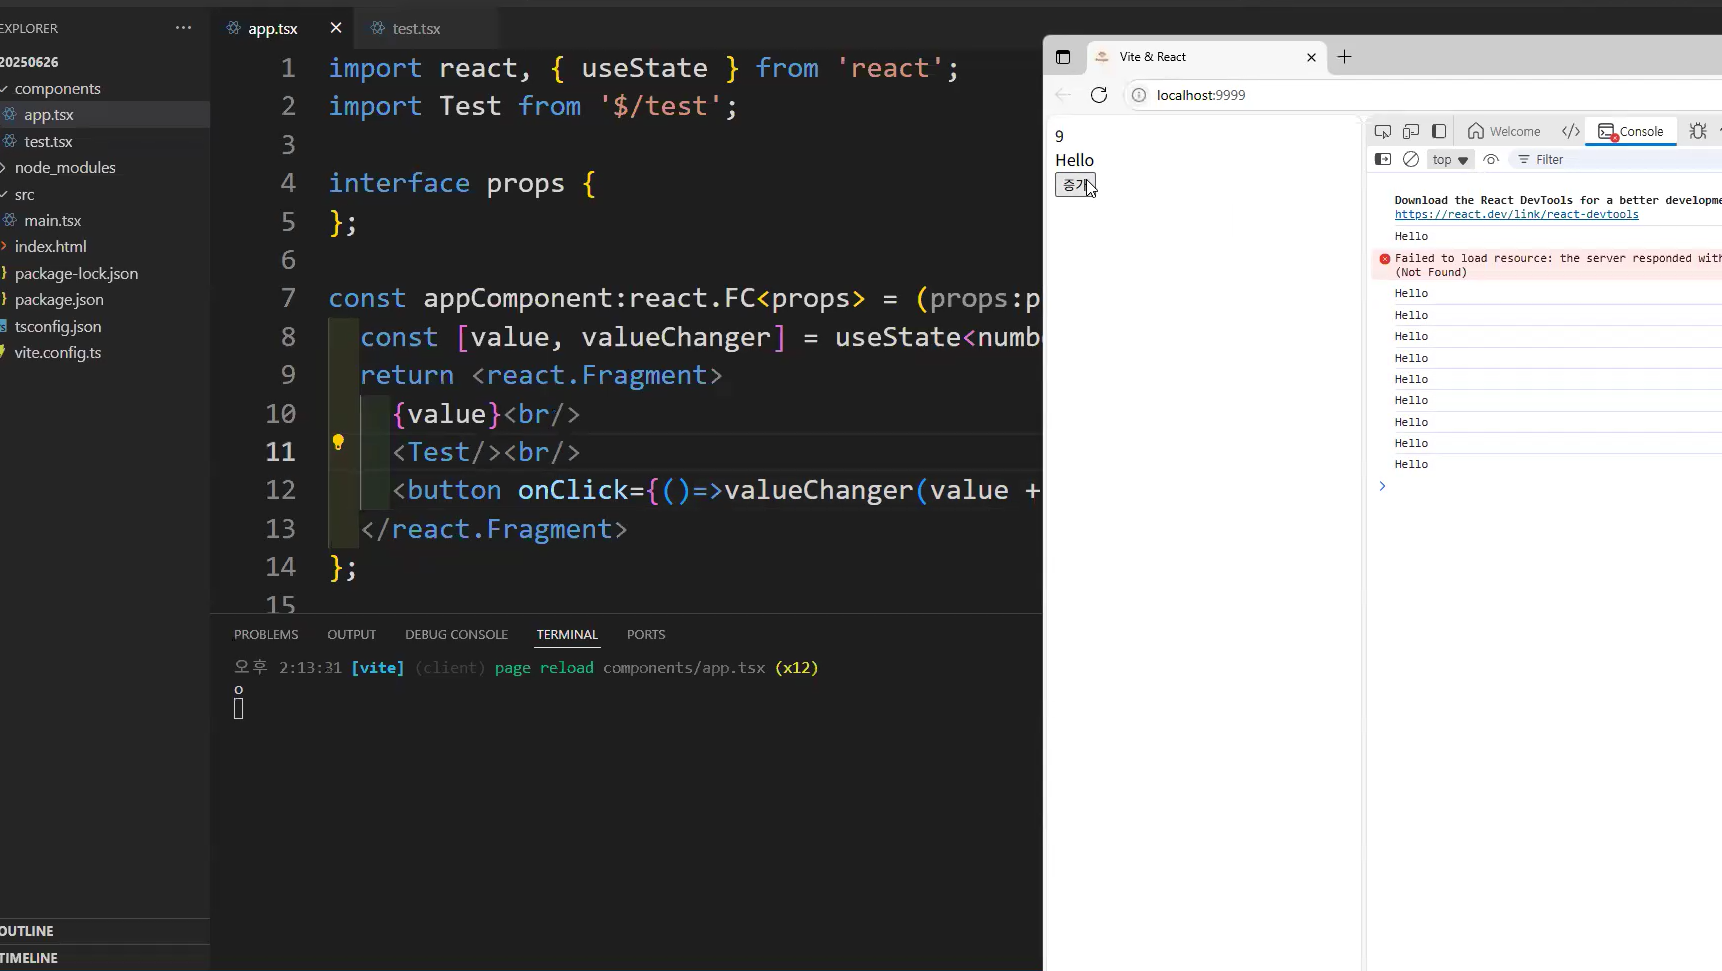 EXPLORER
20250626
components
app.tsx
test.tsx
node_modules
src
main.tsx
index.html
package-lock.json
package.json
tsconfig.json
vite.config.ts
OUTLINE
TIMELINE
app.tsx
test.tsx
1 import react, { useState } from 'react';
2 import Test from '$/test';
3
4 interface props {
5 };
6
7 const appComponent:react.FC<props> = (props:p
8 const [value, valueChanger] = useState<numb
9 return <react.Fragment>
10 {value}<br/>
11 <Test/><br/>
12 <button onClick={()=>valueChanger(value +
13 </react.Fragment>
14 };
15
PROBLEMS OUTPUT DEBUG CONSOLE TERMINAL PORTS
오후 2:13:31 [vite] (client) page reload components/app.tsx (x12)
o
Vite & React
localhost:9999
9
Hello
Welcome
Console
top
Filter
Download the React DevTools for a better developme
https://react.dev/link/react-devtools
Hello
Failed to load resource: the server responded with
(Not Found)
Hello
Hello
Hello
Hello
Hello
Hello
Hello
Hello
Hello